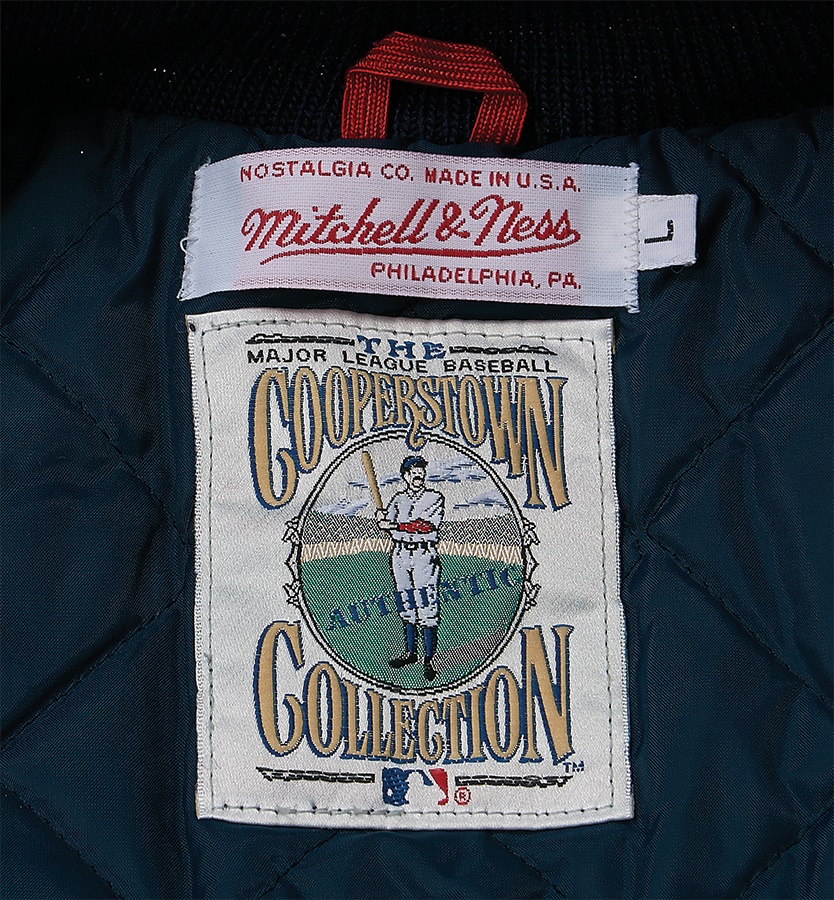 NOSTALGIA CO. MADE IN U.S.A.
Mitchell & Ness
PHILADELPHIA, PA.
L
THE
MAJOR LEAGUE BASEBALL
COOPERSTOWN
AUTHENTIC
COLLECTION
TM
®